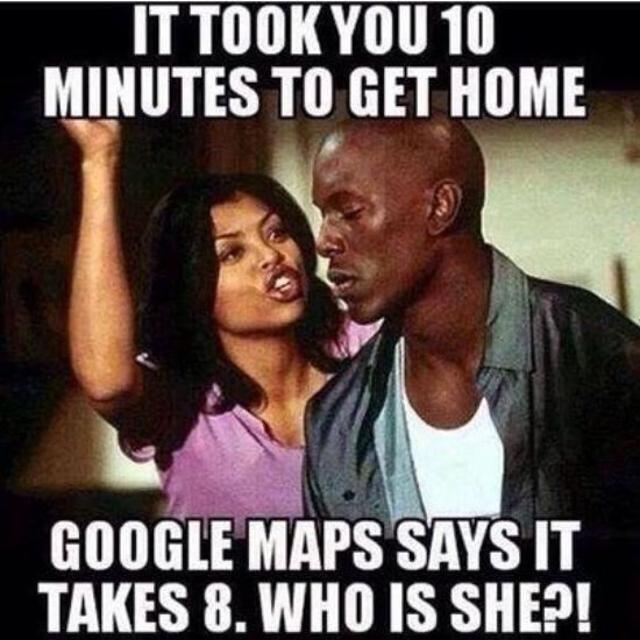 IT TOOK YOU 10
MINUTES TO GET HOME
GOOGLE MAPS SAYS IT
TAKES 8. WHO IS SHE?!